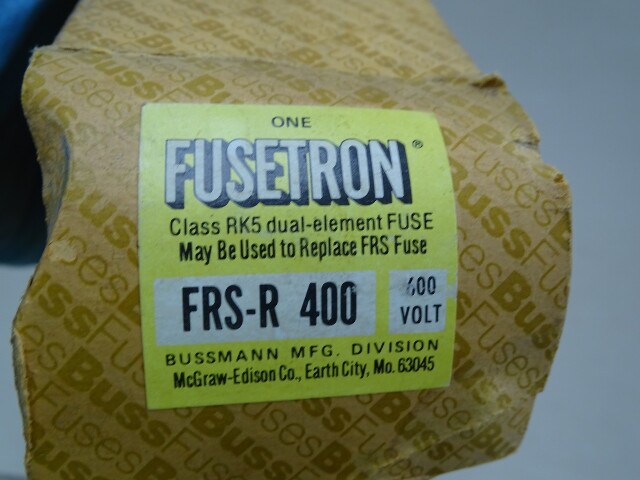 ONE
FUSETRON®
Class RK5 dual-element FUSE
May Be Used to Replace FRS Fuse
FRS-R 400
600
VOLT
BUSSMANN MFG. DIVISION
McGraw-Edison Co., Earth City, Mo. 63045
BussFuses